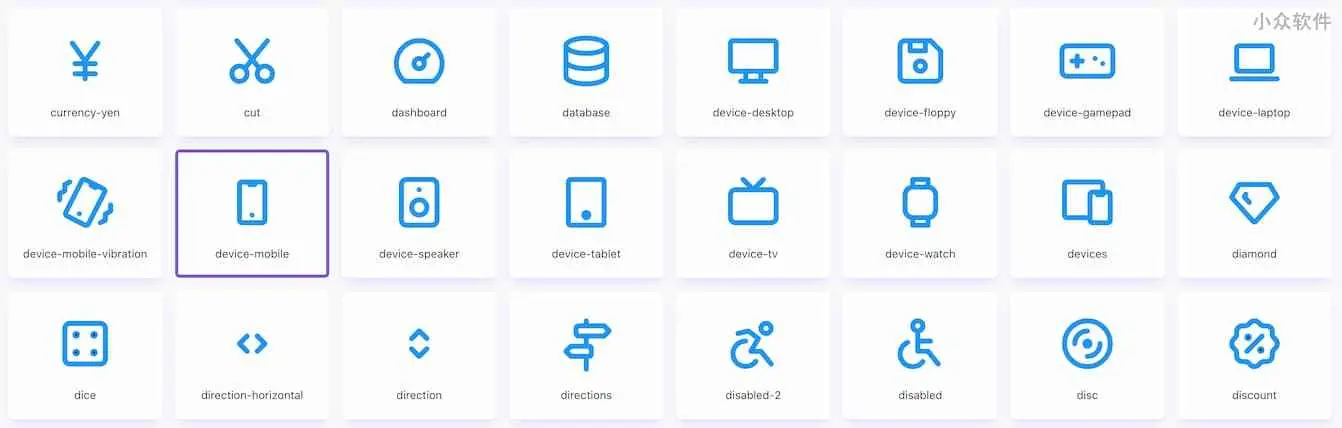 小众软件
currency-yen
cut
dashboard
database
device-desktop
device-floppy
device-gamepad
device-laptop
device-mobile-vibration
device-mobile
device-speaker
device-tablet
device-tv
device-watch
devices
diamond
dice
direction-horizontal
direction
directions
disabled-2
disabled
disc
discount